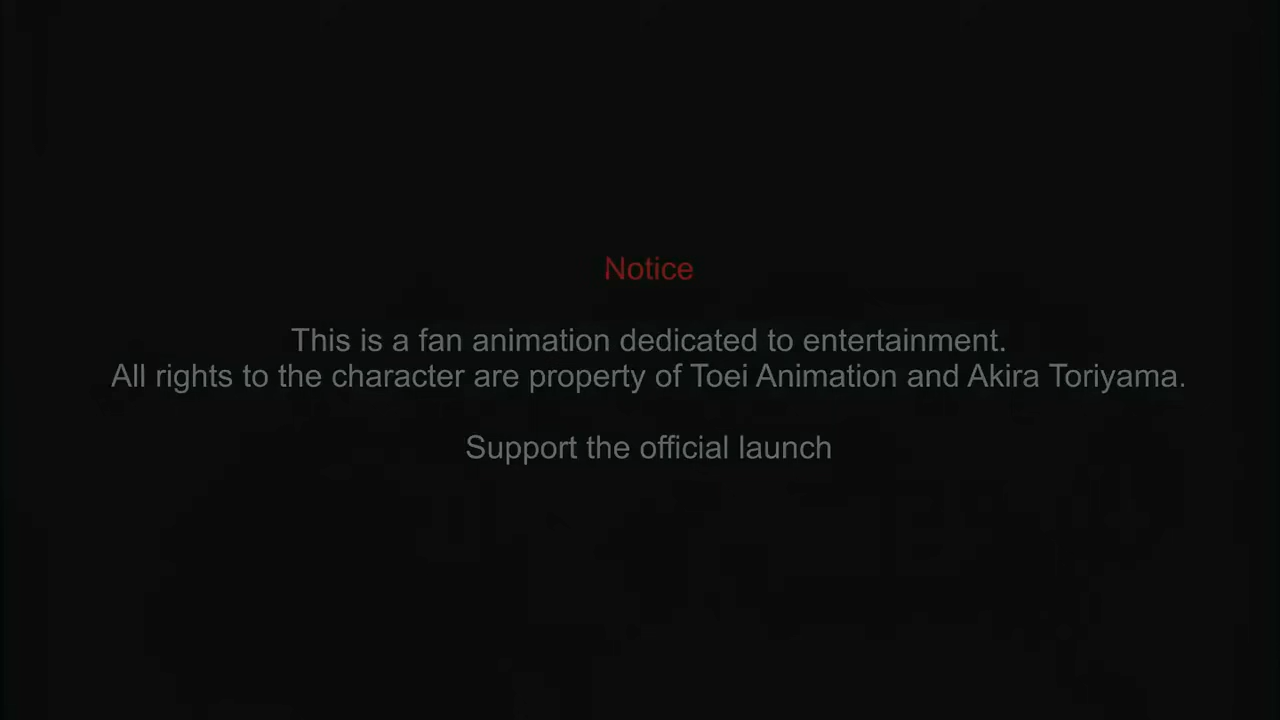 Notice
This is a fan animation dedicated to entertainment.
All rights to the character are property of Toei Animation and Akira Toriyama.
Support the official launch